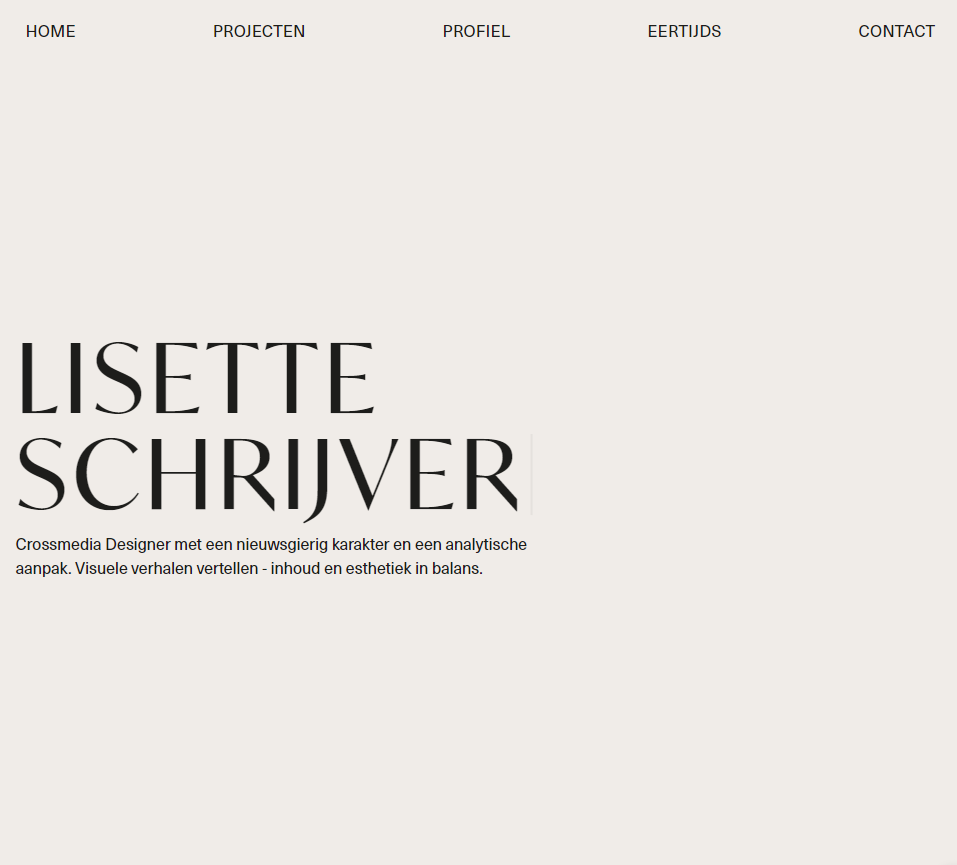 HOME PROJECTEN PROFIEL EERTIJDS CONTACT
LISETTE
SCHRIJVER
Crossmedia Designer met een nieuwsgierig karakter en een analytische
aanpak. Visuele verhalen vertellen - inhoud en esthetiek in balans.